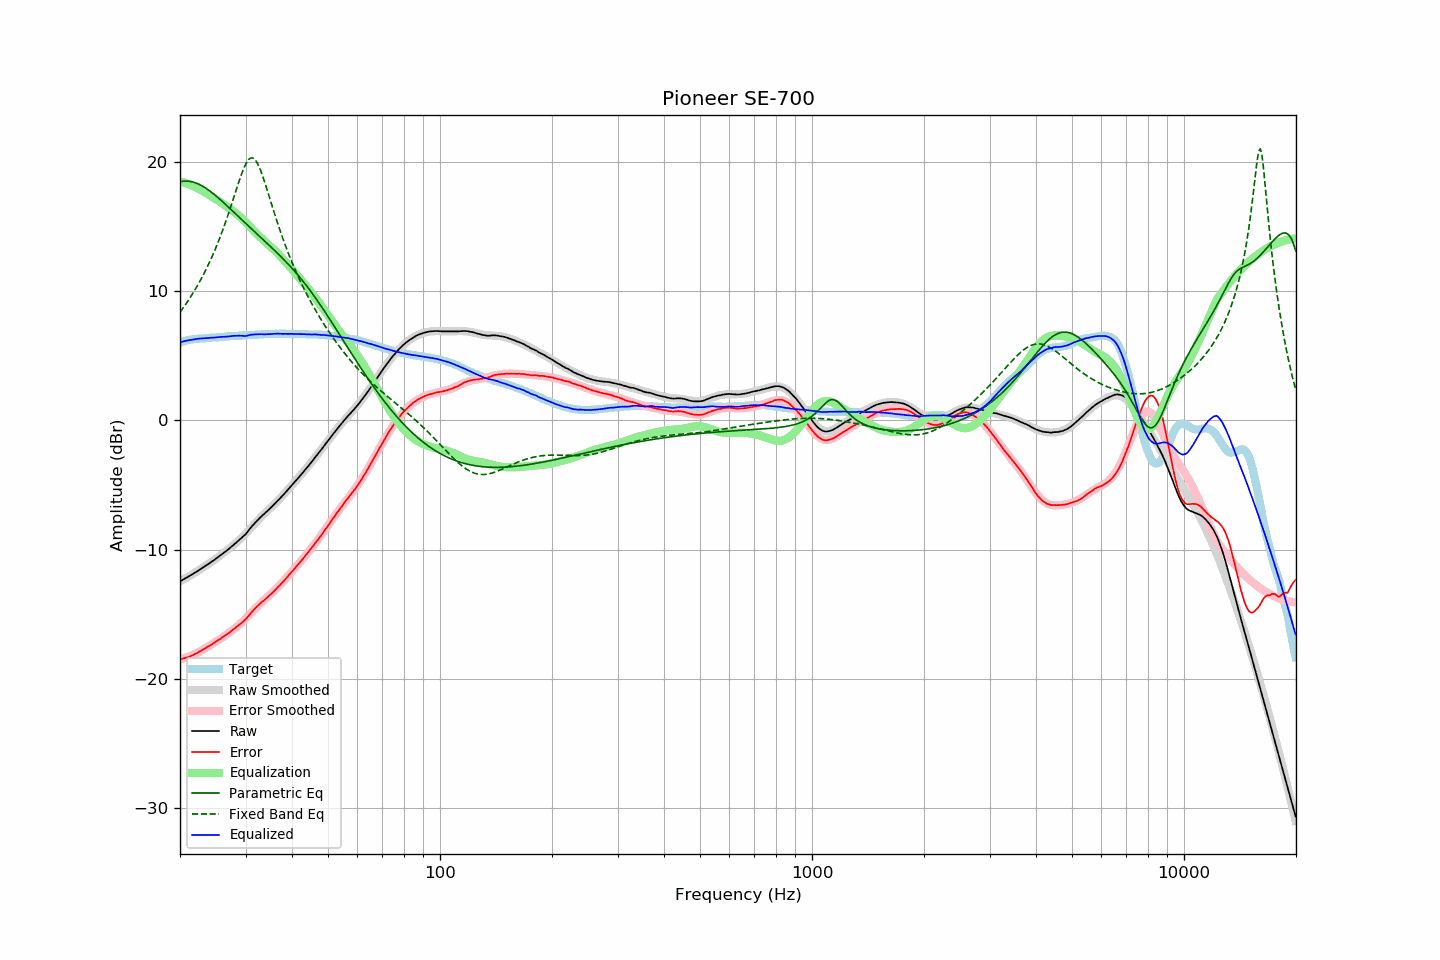 Pioneer SE-700
Amplitude (dBr)
20
10
0
−10
−20
−30
Target
Raw Smoothed
Error Smoothed
Raw
Error
Equalization
Parametric Eq
Fixed Band Eq
Equalized
100 1000 10000
Frequency (Hz)